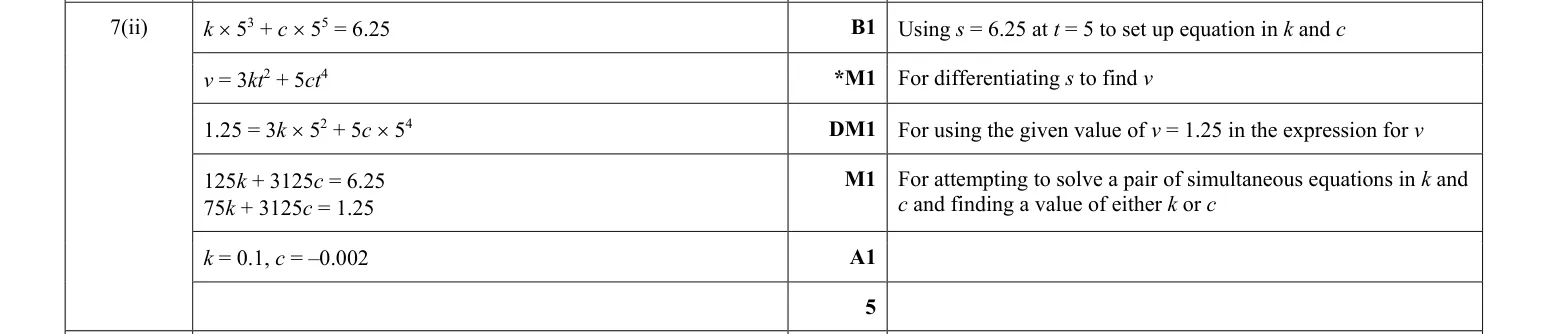 7(ii)
k × 5³ + c × 5⁵ = 6.25
B1
Using s = 6.25 at t = 5 to set up equation in k and c
v = 3kt² + 5ct⁴
*M1
For differentiating s to find v
1.25 = 3k × 5² + 5c × 5⁴
DM1
For using the given value of v = 1.25 in the expression for v
125k + 3125c = 6.25
75k + 3125c = 1.25
M1
For attempting to solve a pair of simultaneous equations in k and
c and finding a value of either k or c
k = 0.1, c = –0.002
A1
5